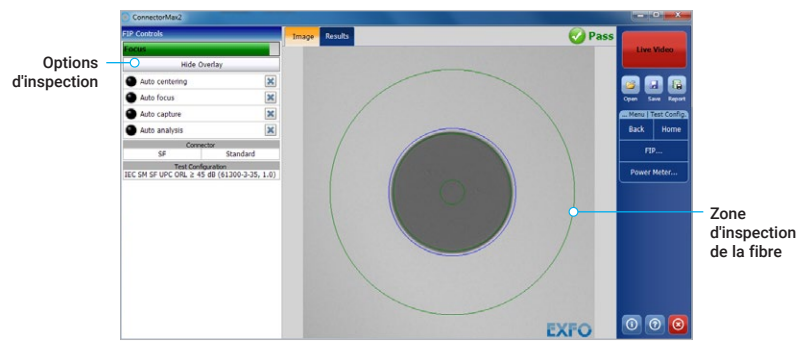 ConnectorMax2
FIP Controls
Focus
Hide Overlay
Auto centering
Auto focus
Auto capture
Auto analysis
Connector
SF Standard
Test Configuration
IEC SM SF UPC ORL ≥ 45 dB (61300-3-35, 1.0)
Options
d'inspection
Image Results
Pass
EXFO
Live Video
Open Save Report
... Menu | Test Config.
Back Home
FIP...
Power Meter...
Zone
d'inspection
de la fibre